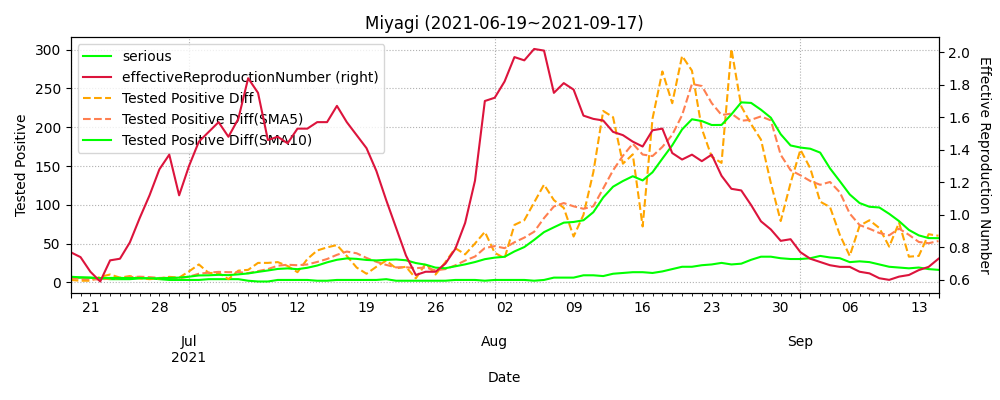 Miyagi (2021-06-19~2021-09-17)
serious
effectiveReproductionNumber (right)
Tested Positive Diff
Tested Positive Diff(SMA5)
Tested Positive Diff(SMA10)
Tested Positive
300
250
200
150
100
50
0
2.0
1.8
1.6
1.4
1.2
1.0
0.8
0.6
Effective Reproduction Number
21 28 05 12 19 26 02 09 16 23 30 06 13
Jul Aug Sep
2021
Date